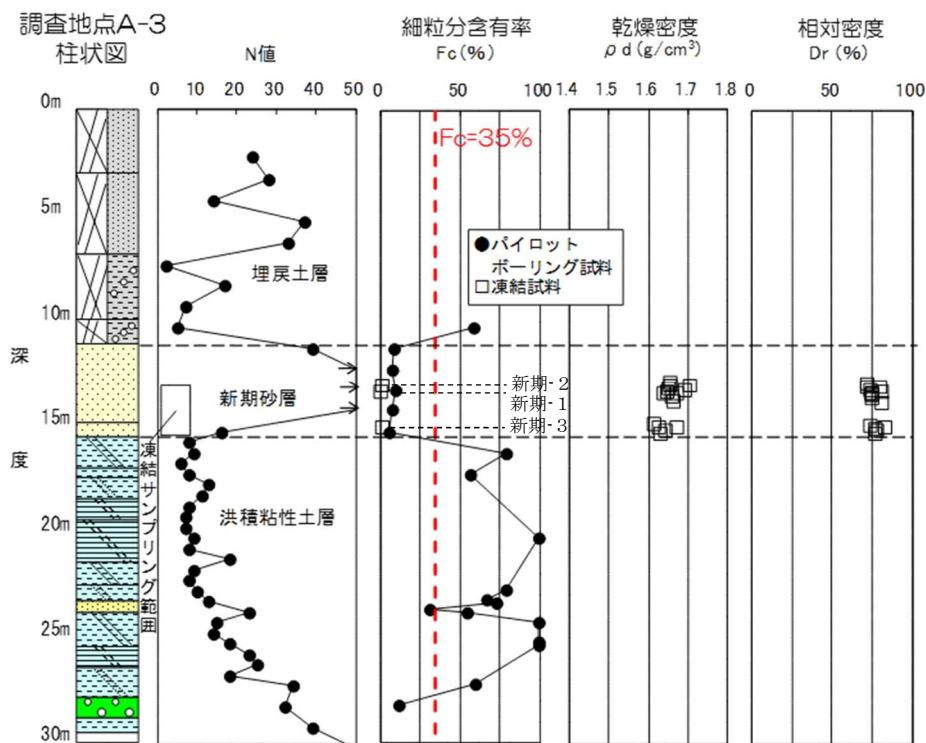 調査地点A-3
柱状図
N値
細粒分含有率
Fc(%)
乾燥密度
ρd(g/cm³)
相対密度
Dr(%)
0 10 20 30 40 50
0 50 100
1.4 1.5 1.6 1.7 1.8
0 50 100
0m
5m
10m
15m
20m
25m
30m
深
度
Fc=35%
●パイロット
ボーリング試料
□凍結試料
埋戻土層
新期砂層
新期-2
新期-1
新期-3
洪積粘性土層
凍結サンプリング範囲